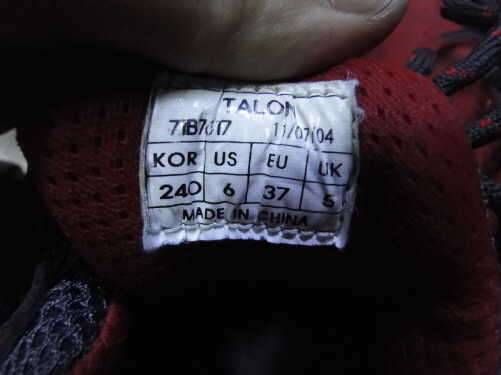 TALON
11/07/04
KOR US EU UK
240 6 37 5
MADE IN CHINA